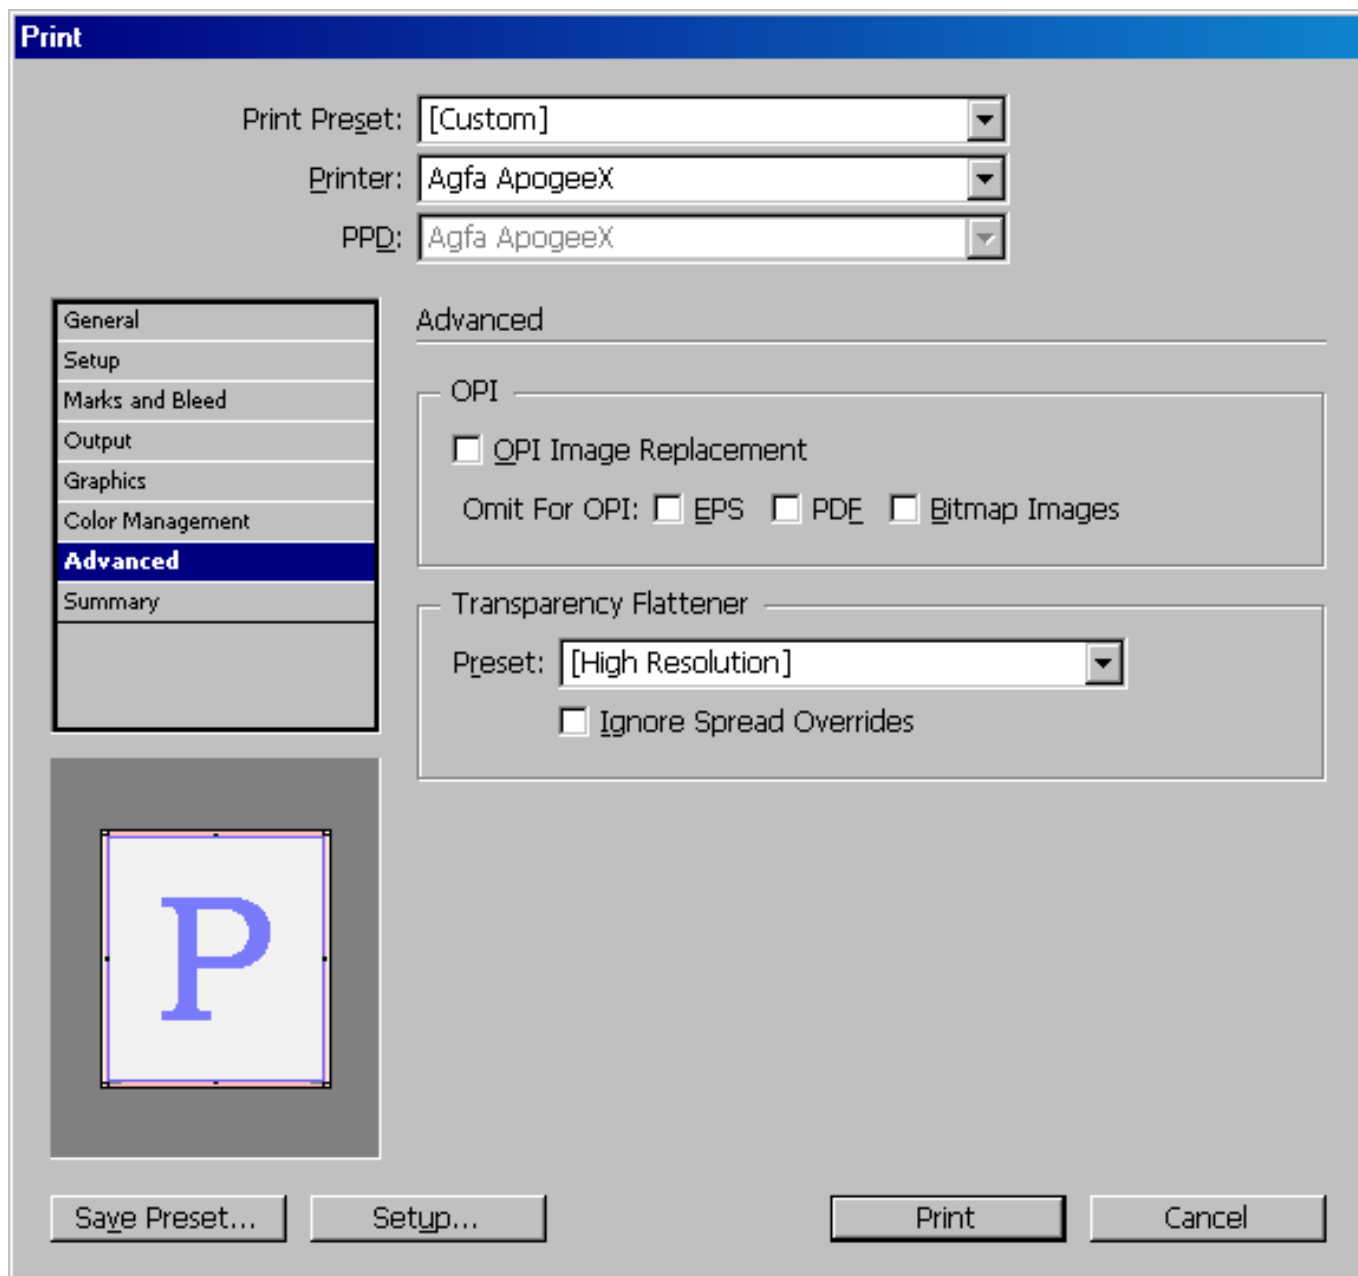 Print
Print Preset: [Custom]
Printer: Agfa ApogeeX
PPD: Agfa ApogeeX
General
Setup
Marks and Bleed
Output
Graphics
Color Management
Advanced
Summary
Advanced
OPI
OPI Image Replacement
Omit For OPI: EPS PDF Bitmap Images
Transparency Flattener
Preset: [High Resolution]
Ignore Spread Overrides
P
Save Preset... Setup... Print Cancel